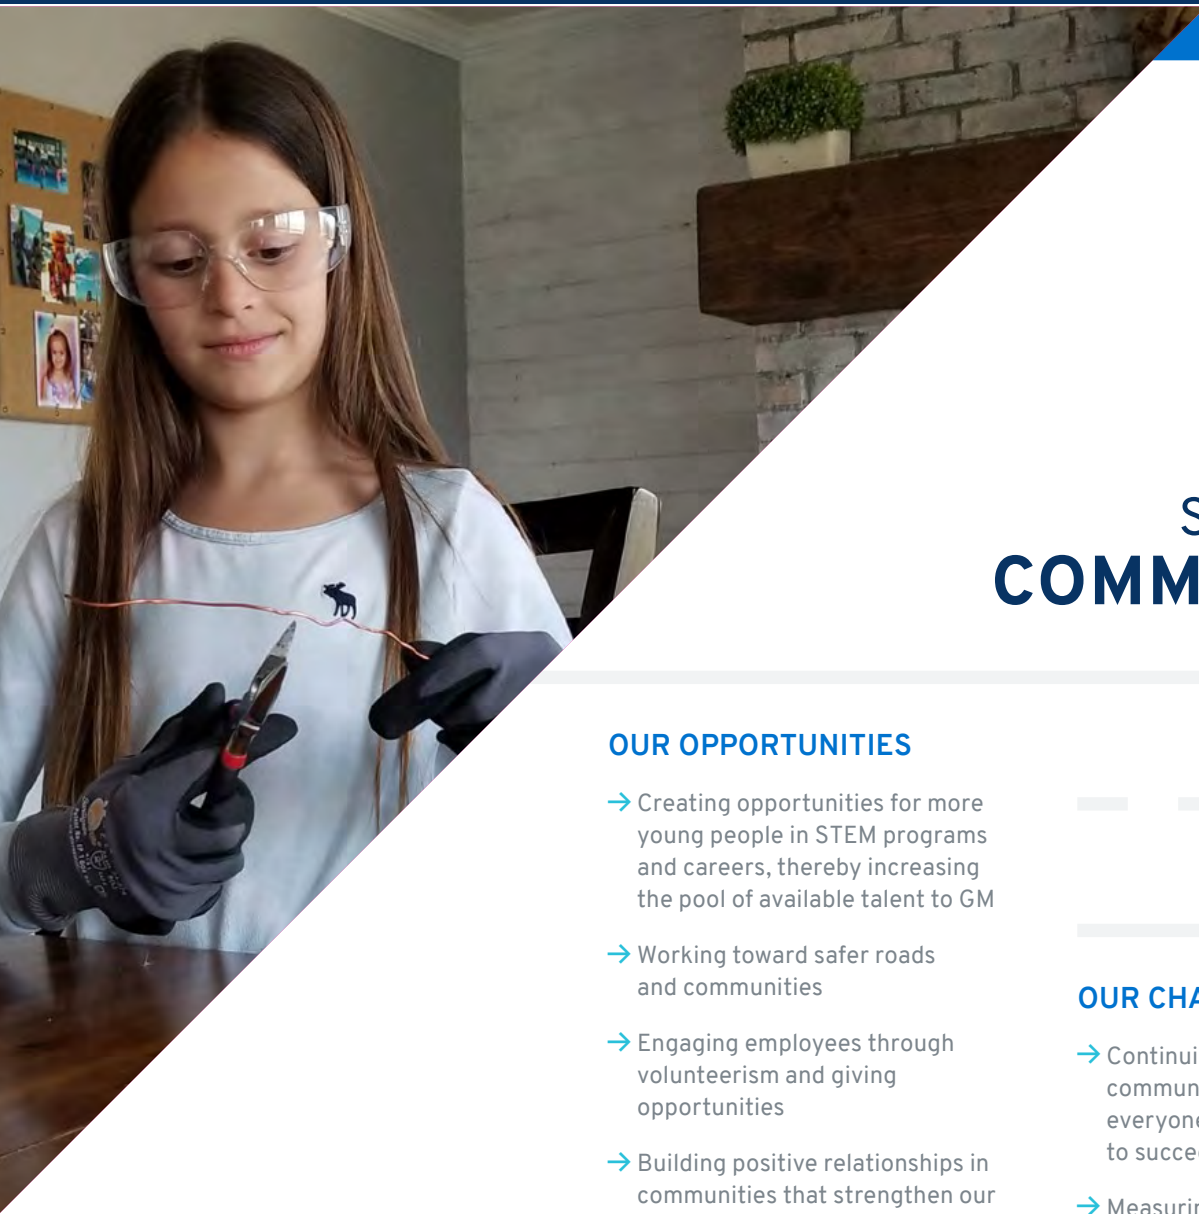 S
COMM
OUR OPPORTUNITIES
→ Creating opportunities for more
young people in STEM programs
and careers, thereby increasing
the pool of available talent to GM
→ Working toward safer roads
and communities
→ Engaging employees through
volunteerism and giving
opportunities
→ Building positive relationships in
communities that strengthen our
OUR CHA
→ Continui
commun
everyone
to succe
→ Measurin